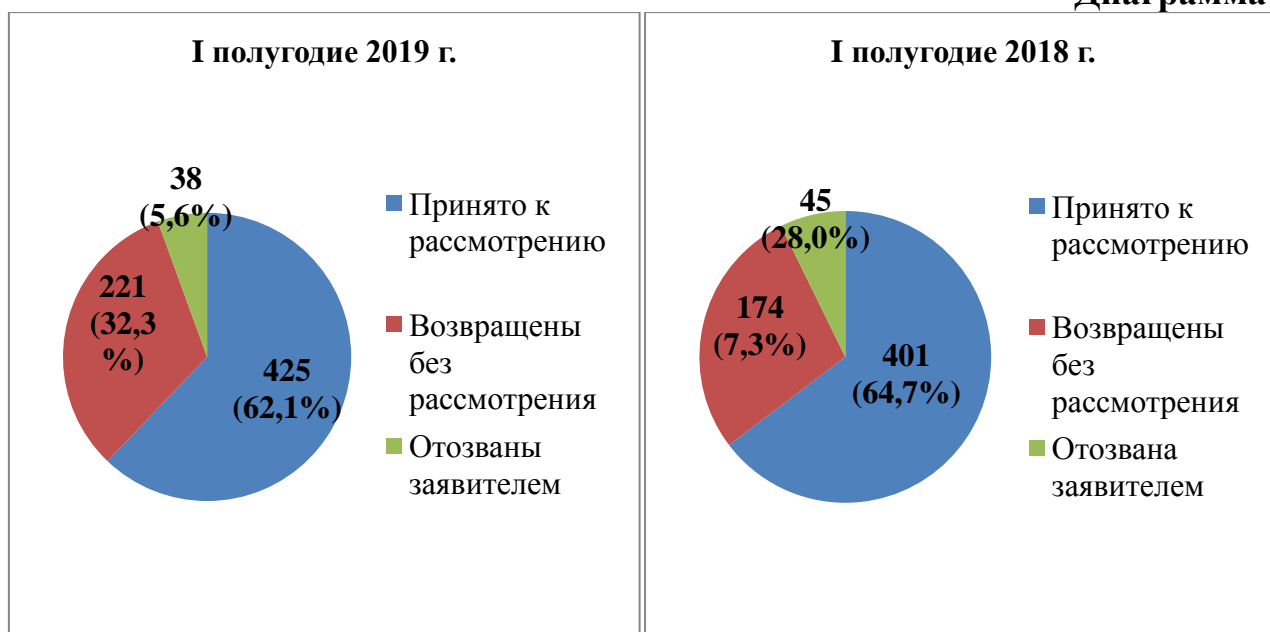 Диаграмма
I полугодие 2019 г.
38
(5,6%)
221
(32,3
%)
425
(62,1%)
Принято к
рассмотрению
Возвращены
без
рассмотрения
Отозваны
заявителем
I полугодие 2018 г.
45
(28,0%)
174
(7,3%)
401
(64,7%)
Принято к
рассмотрению
Возвращены
без
рассмотрения
Отозвана
заявителем